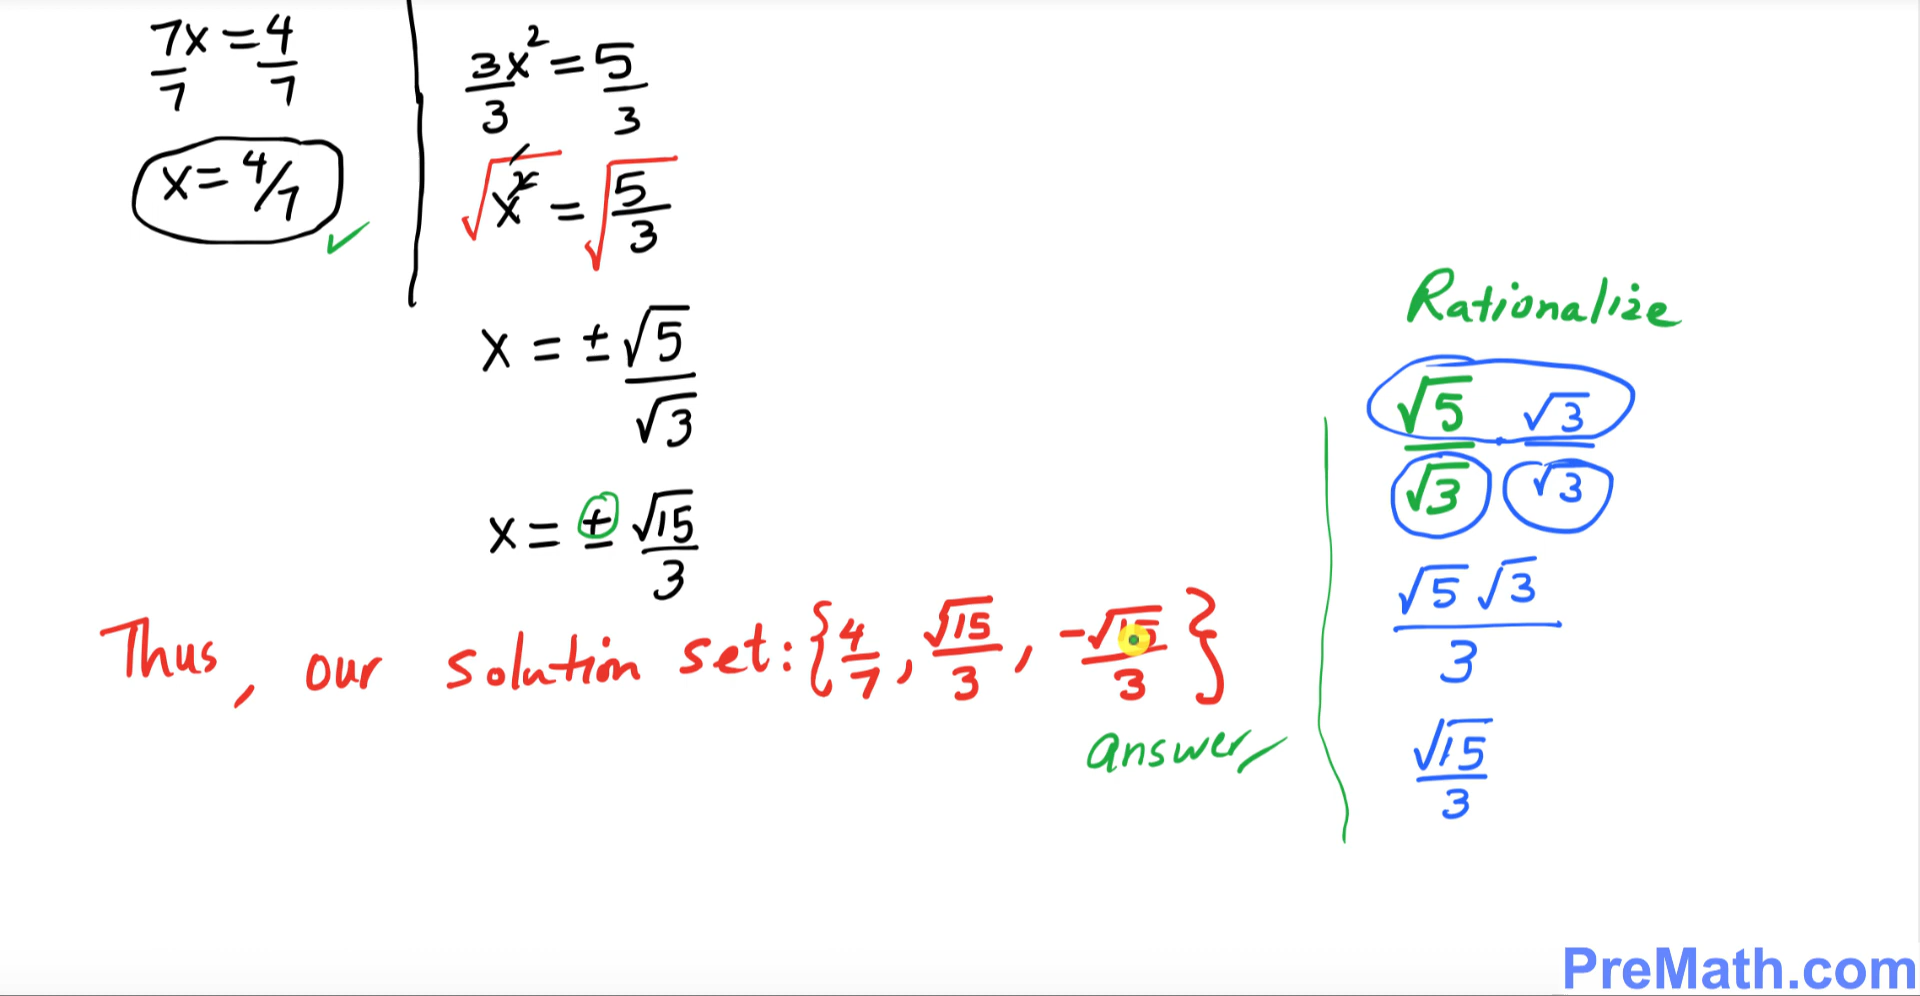 7x = 4
7 7
x = 4/7 ✓
3x² = 5
3 3
√x² = √5/3
x = ± √5/√3
x = ± √15/3
Thus, our solution set: {4/7, √15/3, -√15/3}
answer
Rationalize
√5/√3 · √3/√3
√5 √3/3
√15/3
PreMath.com